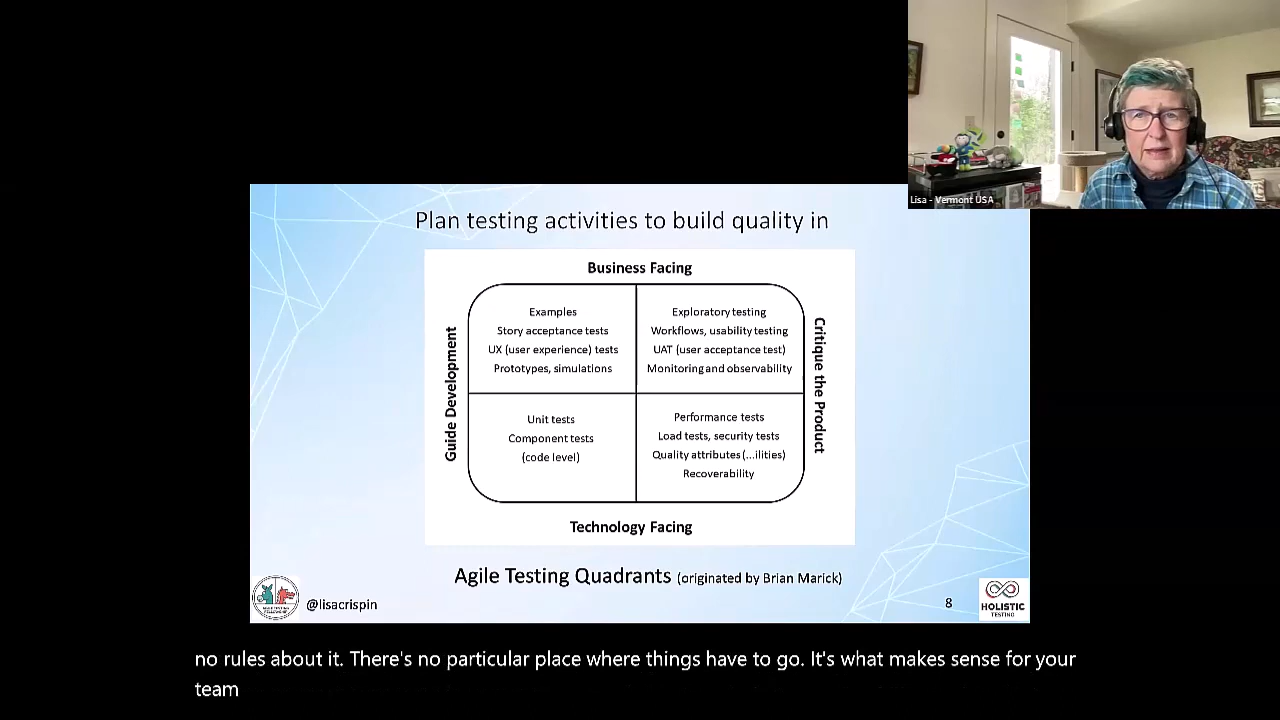 Lisa - Vermont USA
Plan testing activities to build quality in
Business Facing
Guide Development
Examples
Story acceptance tests
UX (user experience) tests
Prototypes, simulations
Exploratory testing
Workflows, usability testing
UAT (user acceptance test)
Monitoring and observability
Critique the Product
Unit tests
Component tests
(code level)
Performance tests
Load tests, security tests
Quality attributes (...ilities)
Recoverability
Technology Facing
Agile Testing Quadrants (originated by Brian Marick)
@lisacrispin
8
HOLISTIC
TESTING
no rules about it. There's no particular place where things have to go. It's what makes sense for your
team